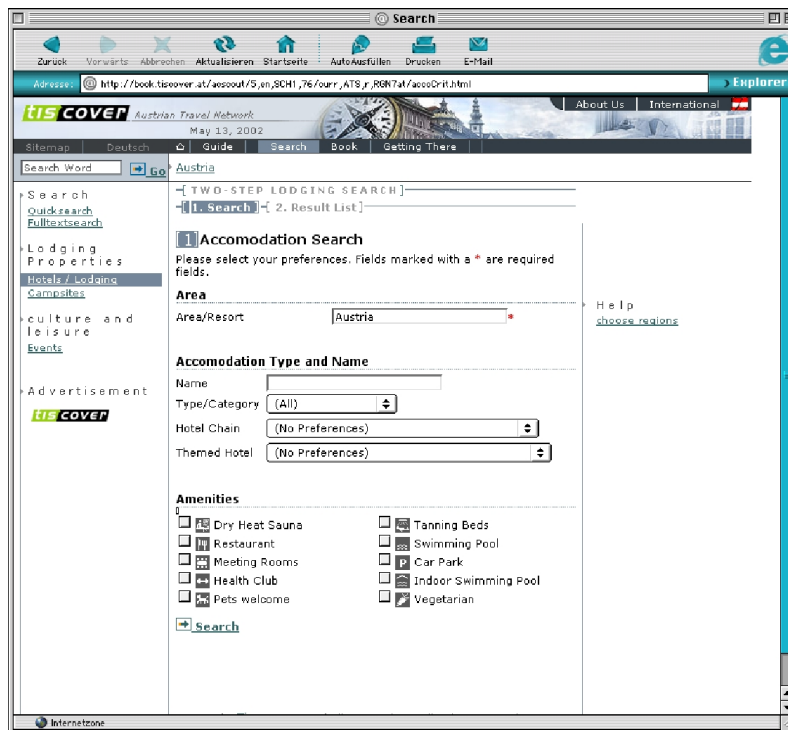 Search
Zurück Vorwärts Abbrechen Aktualisieren Startseite AutoAusfüllen Drucken E-Mail
Adresse: http://book.tiscover.at/aescout/5,en,SCH1,76/curr,ATS,r,RGN7at/accoCrit.html Explorer
tiscover Austrian Travel Network About Us | International
May 13, 2002
Sitemap | Deutsch | Guide | Search | Book | Getting There
Search Word Go Austria
[ TWO-STEP LODGING SEARCH ]
[ 1. Search ] [ 2. Result List ]
Search
Quicksearch
Fulltextsearch
Lodging Properties
Hotels / Lodging
Campsites
culture and leisure
Events
Advertisement
tiscover
[1] Accomodation Search
Please select your preferences. Fields marked with a * are required
fields.
Area
Area/Resort Austria *
Help
choose regions
Accomodation Type and Name
Name
Type/Category (All)
Hotel Chain (No Preferences)
Themed Hotel (No Preferences)
Amenities
Dry Heat Sauna Tanning Beds
Restaurant Swimming Pool
Meeting Rooms P Car Park
Health Club Indoor Swimming Pool
Pets welcome Vegetarian
Search
Internetzone